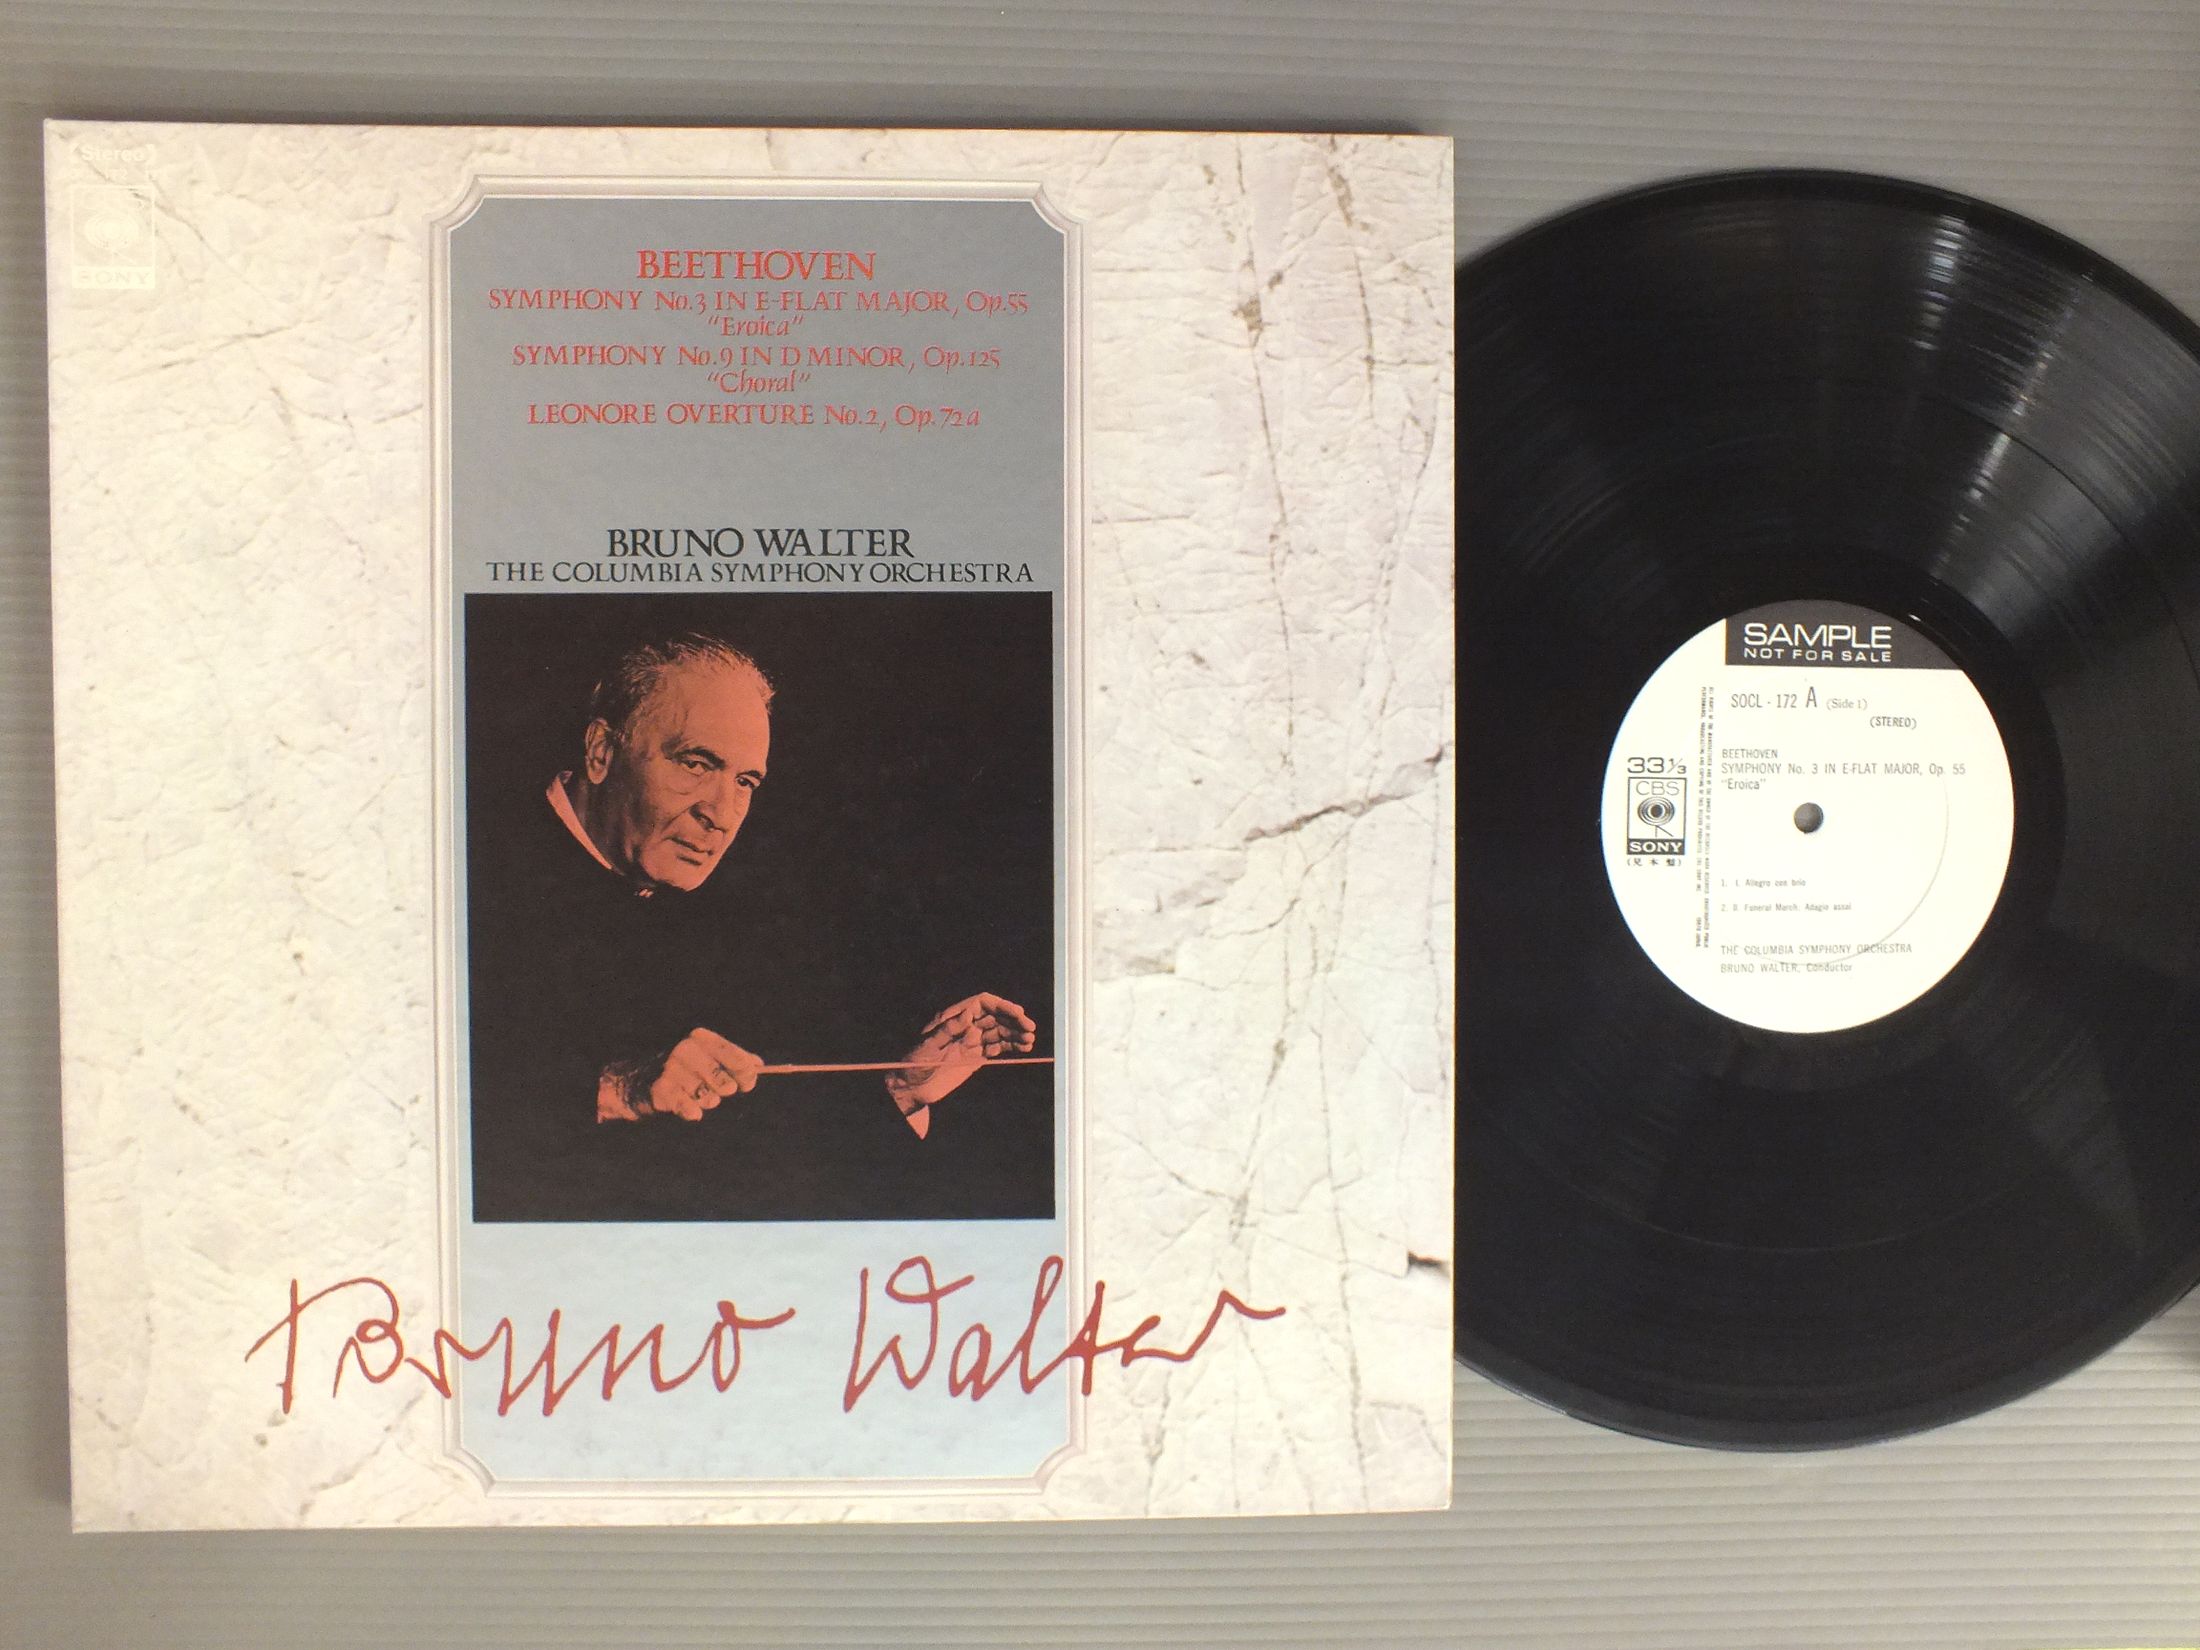 Stereo
SONY
BEETHOVEN
SYMPHONY No.3 IN E-FLAT MAJOR, Op.55
"Eroica"
SYMPHONY No.9 IN D MINOR, Op.125
"Choral"
LEONORE OVERTURE No.2, Op.72a
BRUNO WALTER
THE COLUMBIA SYMPHONY ORCHESTRA
Bruno Walter
SAMPLE
NOT FOR SALE
SOCL - 172 A (Side 1)
(STEREO)
BEETHOVEN
SYMPHONY No. 3 IN E-FLAT MAJOR, Op. 55
"Eroica"
33 1/3
CBS
SONY
(見本盤)
1. I. Allegro con brio
2. II. Funeral March. Adagio assai
THE COLUMBIA SYMPHONY ORCHESTRA
BRUNO WALTER, Conductor